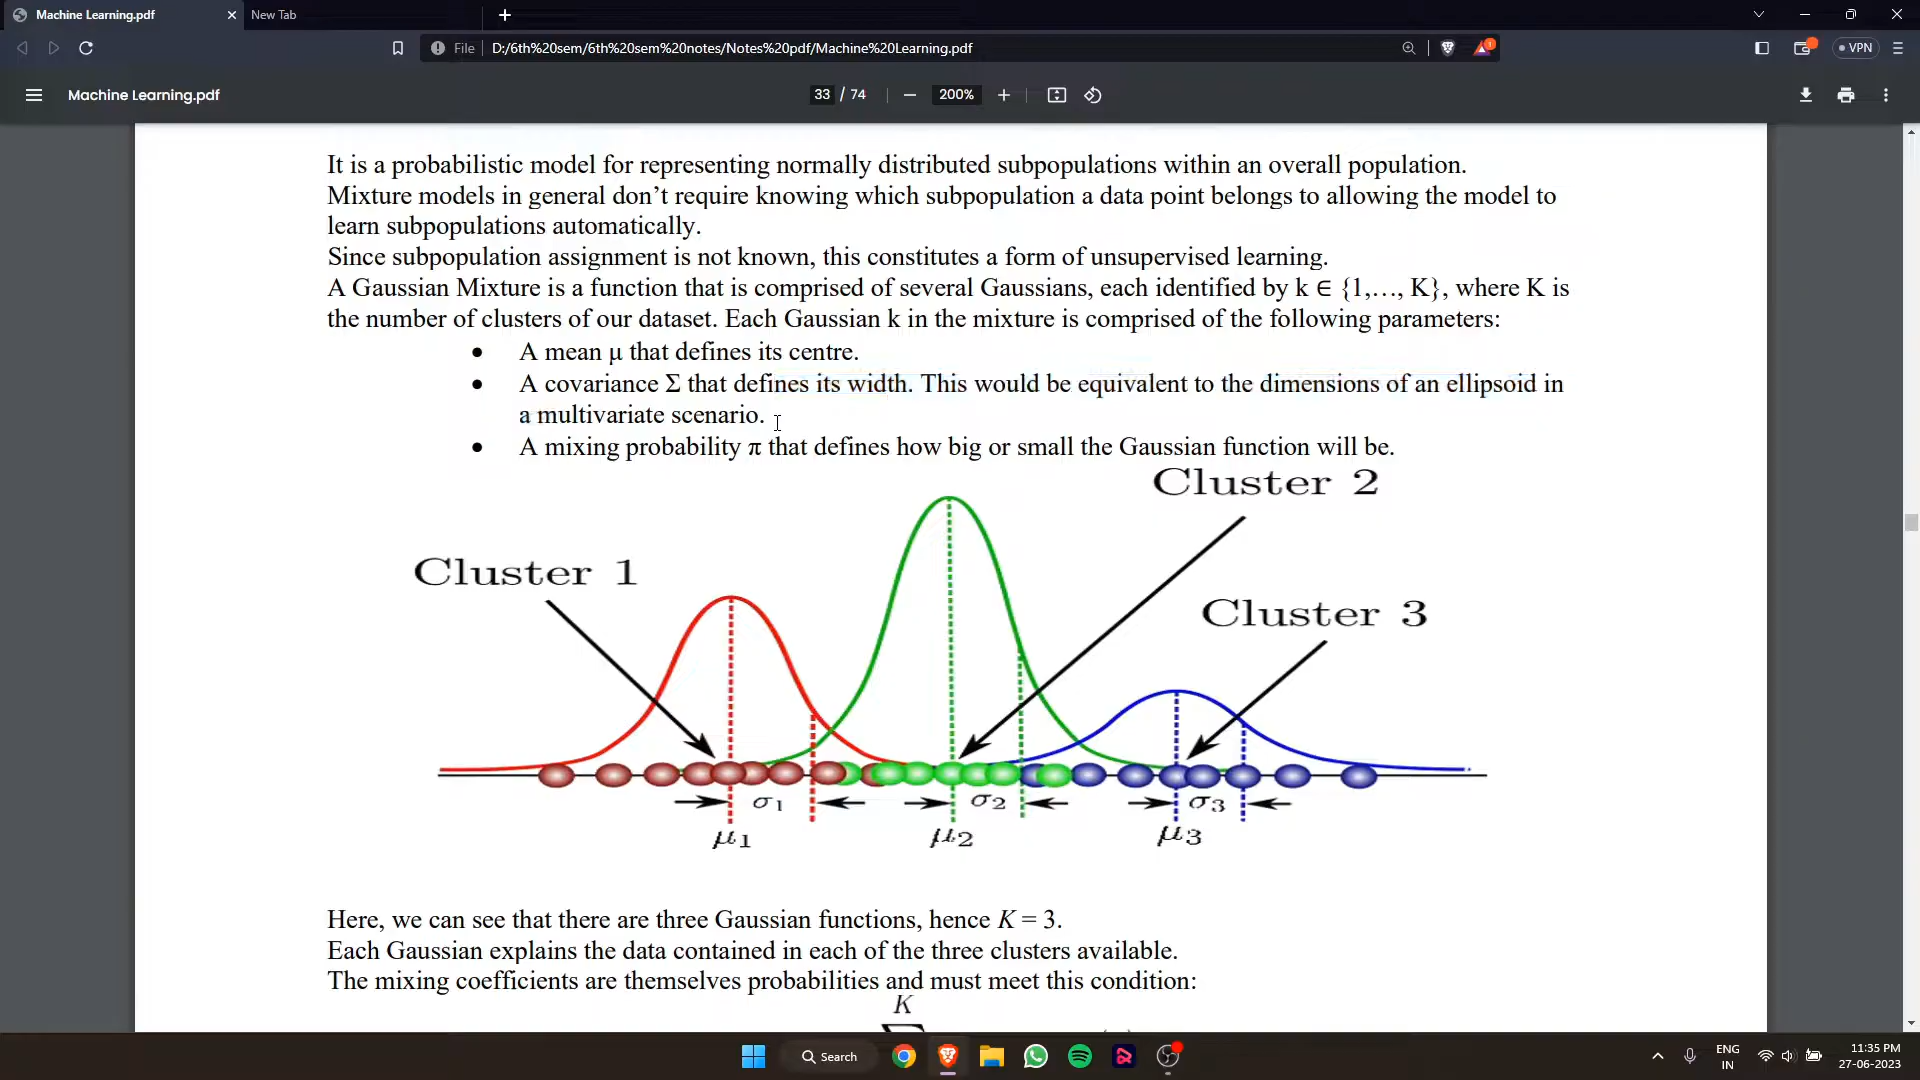 Machine Learning.pdf
New Tab
File
D:/6th%20sem/6th%20sem%20notes/Notes%20pdf/Machine%20Learning.pdf
1
VPN
Machine Learning.pdf
33 / 74
200%
It is a probabilistic model for representing normally distributed subpopulations within an overall population.
Mixture models in general don’t require knowing which subpopulation a data point belongs to allowing the model to
learn subpopulations automatically.
Since subpopulation assignment is not known, this constitutes a form of unsupervised learning.
A Gaussian Mixture is a function that is comprised of several Gaussians, each identified by k ∈ {1,…, K}, where K is
the number of clusters of our dataset. Each Gaussian k in the mixture is comprised of the following parameters:
• A mean μ that defines its centre.
• A covariance Σ that defines its width. This would be equivalent to the dimensions of an ellipsoid in
a multivariate scenario.
• A mixing probability π that defines how big or small the Gaussian function will be.
Cluster 2
Cluster 1
Cluster 3
σ1 σ2 σ3
μ1 μ2 μ3
Here, we can see that there are three Gaussian functions, hence K = 3.
Each Gaussian explains the data contained in each of the three clusters available.
The mixing coefficients are themselves probabilities and must meet this condition:
K
Search
ENG
IN
11:35 PM
27-06-2023